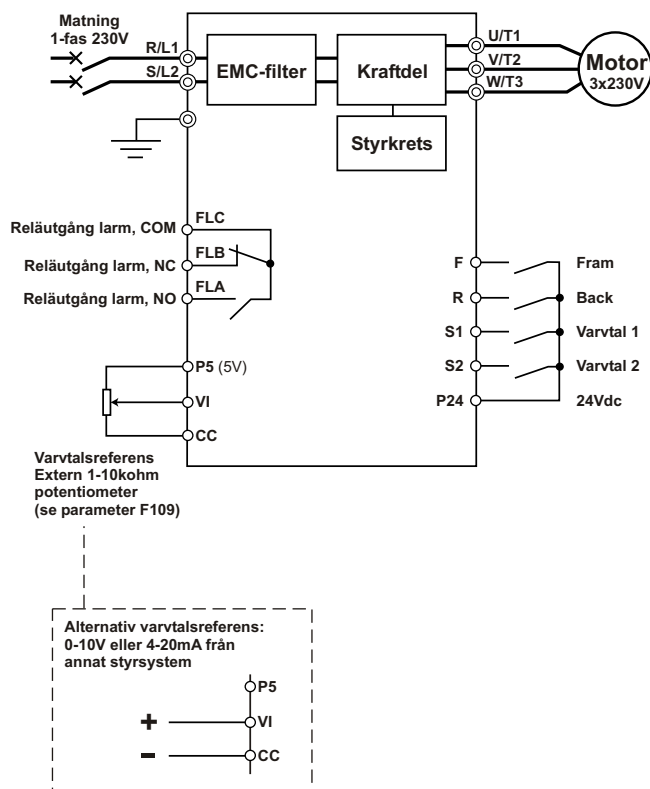 Matning
1-fas 230V
R/L1
S/L2
EMC-filter
Kraftdel
Styrkrets
U/T1
V/T2
W/T3
Motor
3x230V
Reläutgång larm, COM
FLC
Reläutgång larm, NC
FLB
Reläutgång larm, NO
FLA
F
Fram
R
Back
S1
Varvtal 1
S2
Varvtal 2
P24
24Vdc
P5 (5V)
VI
CC
Varvtalsreferens
Extern 1-10kohm
potentiometer
(se parameter F109)
Alternativ varvtalsreferens:
0-10V eller 4-20mA från
annat styrsystem
P5
+
VI
-
CC